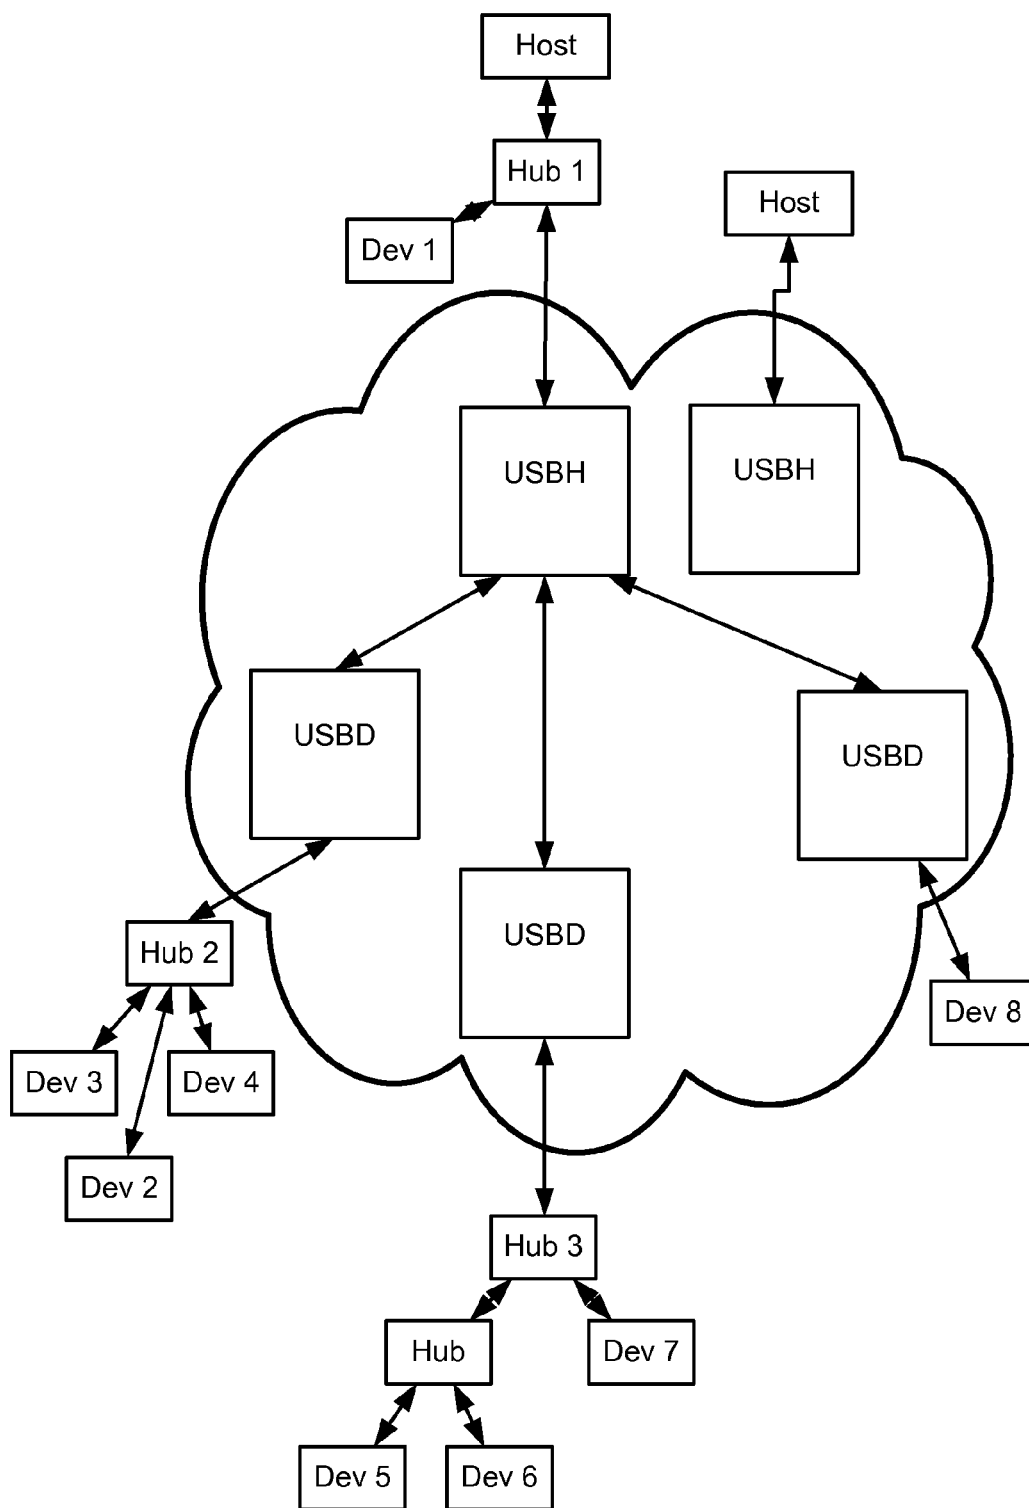 Host
Hub 1
Host
Dev 1
USBH
USBH
USBD
USBD
USBD
Hub 2
Dev 8
Dev 3
Dev 4
Dev 2
Hub 3
Hub
Dev 7
Dev 5
Dev 6